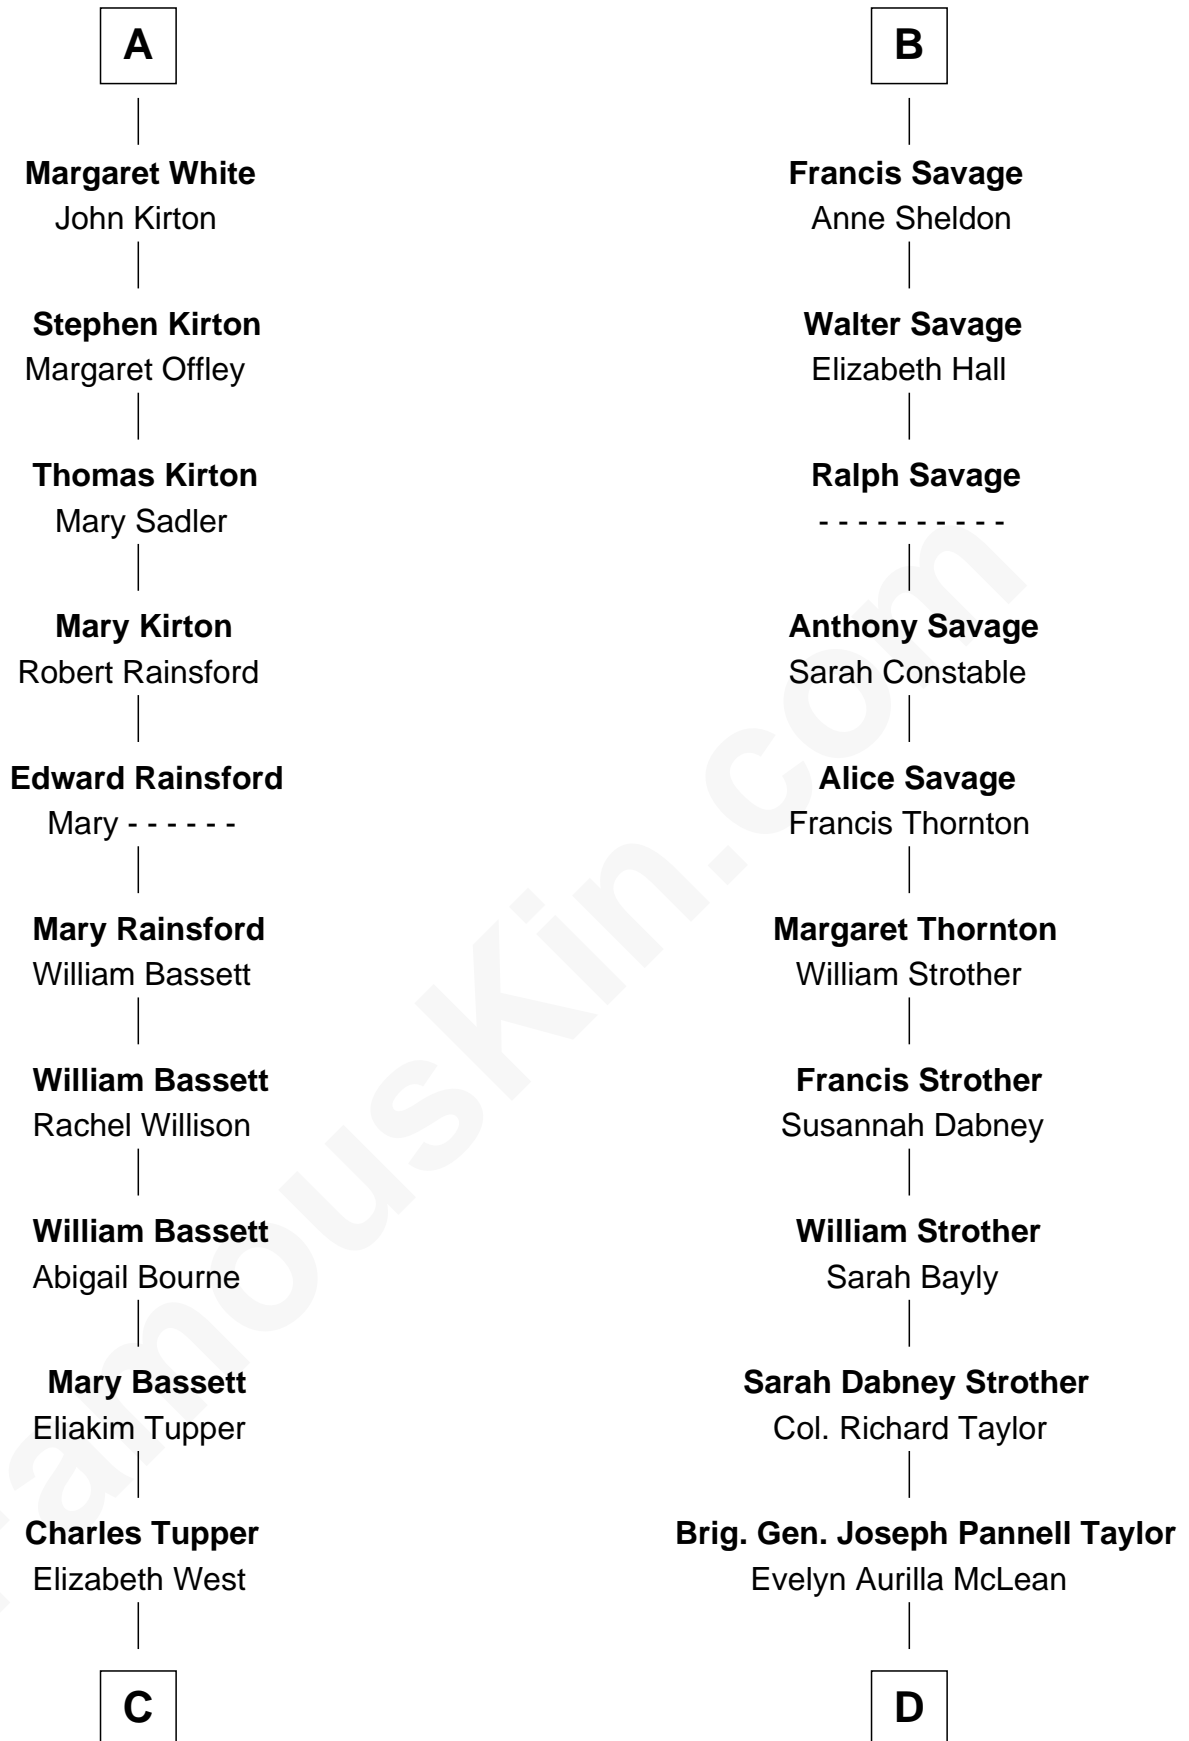 A
B
Margaret White
John Kirton
Francis Savage
Anne Sheldon
Stephen Kirton
Margaret Offley
Walter Savage
Elizabeth Hall
Thomas Kirton
Mary Sadler
Ralph Savage
- - - - - - - - - -
Mary Kirton
Robert Rainsford
Anthony Savage
Sarah Constable
Edward Rainsford
Mary - - - - - -
Alice Savage
Francis Thornton
Mary Rainsford
William Bassett
Margaret Thornton
William Strother
William Bassett
Rachel Willison
Francis Strother
Susannah Dabney
William Bassett
Abigail Bourne
William Strother
Sarah Bayly
Mary Bassett
Eliakim Tupper
Sarah Dabney Strother
Col. Richard Taylor
Charles Tupper
Elizabeth West
Brig. Gen. Joseph Pannell Taylor
Evelyn Aurilla McLean
C
D
FamousKin.com